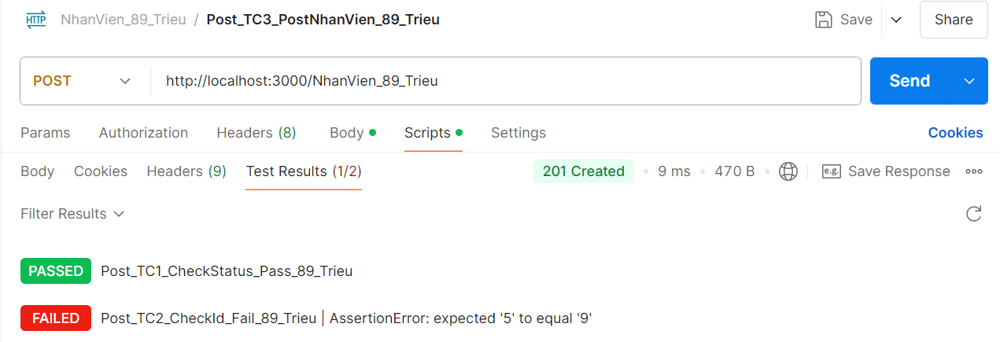 HTTP NhanVien_89_Trieu / Post_TC3_PostNhanVien_89_Trieu Save Share
POST http://localhost:3000/NhanVien_89_Trieu Send
Params Authorization Headers (8) Body Scripts Settings Cookies
Body Cookies Headers (9) Test Results (1/2) 201 Created 9 ms 470 B e.g. Save Response
Filter Results
PASSED Post_TC1_CheckStatus_Pass_89_Trieu
FAILED Post_TC2_CheckId_Fail_89_Trieu | AssertionError: expected '5' to equal '9'